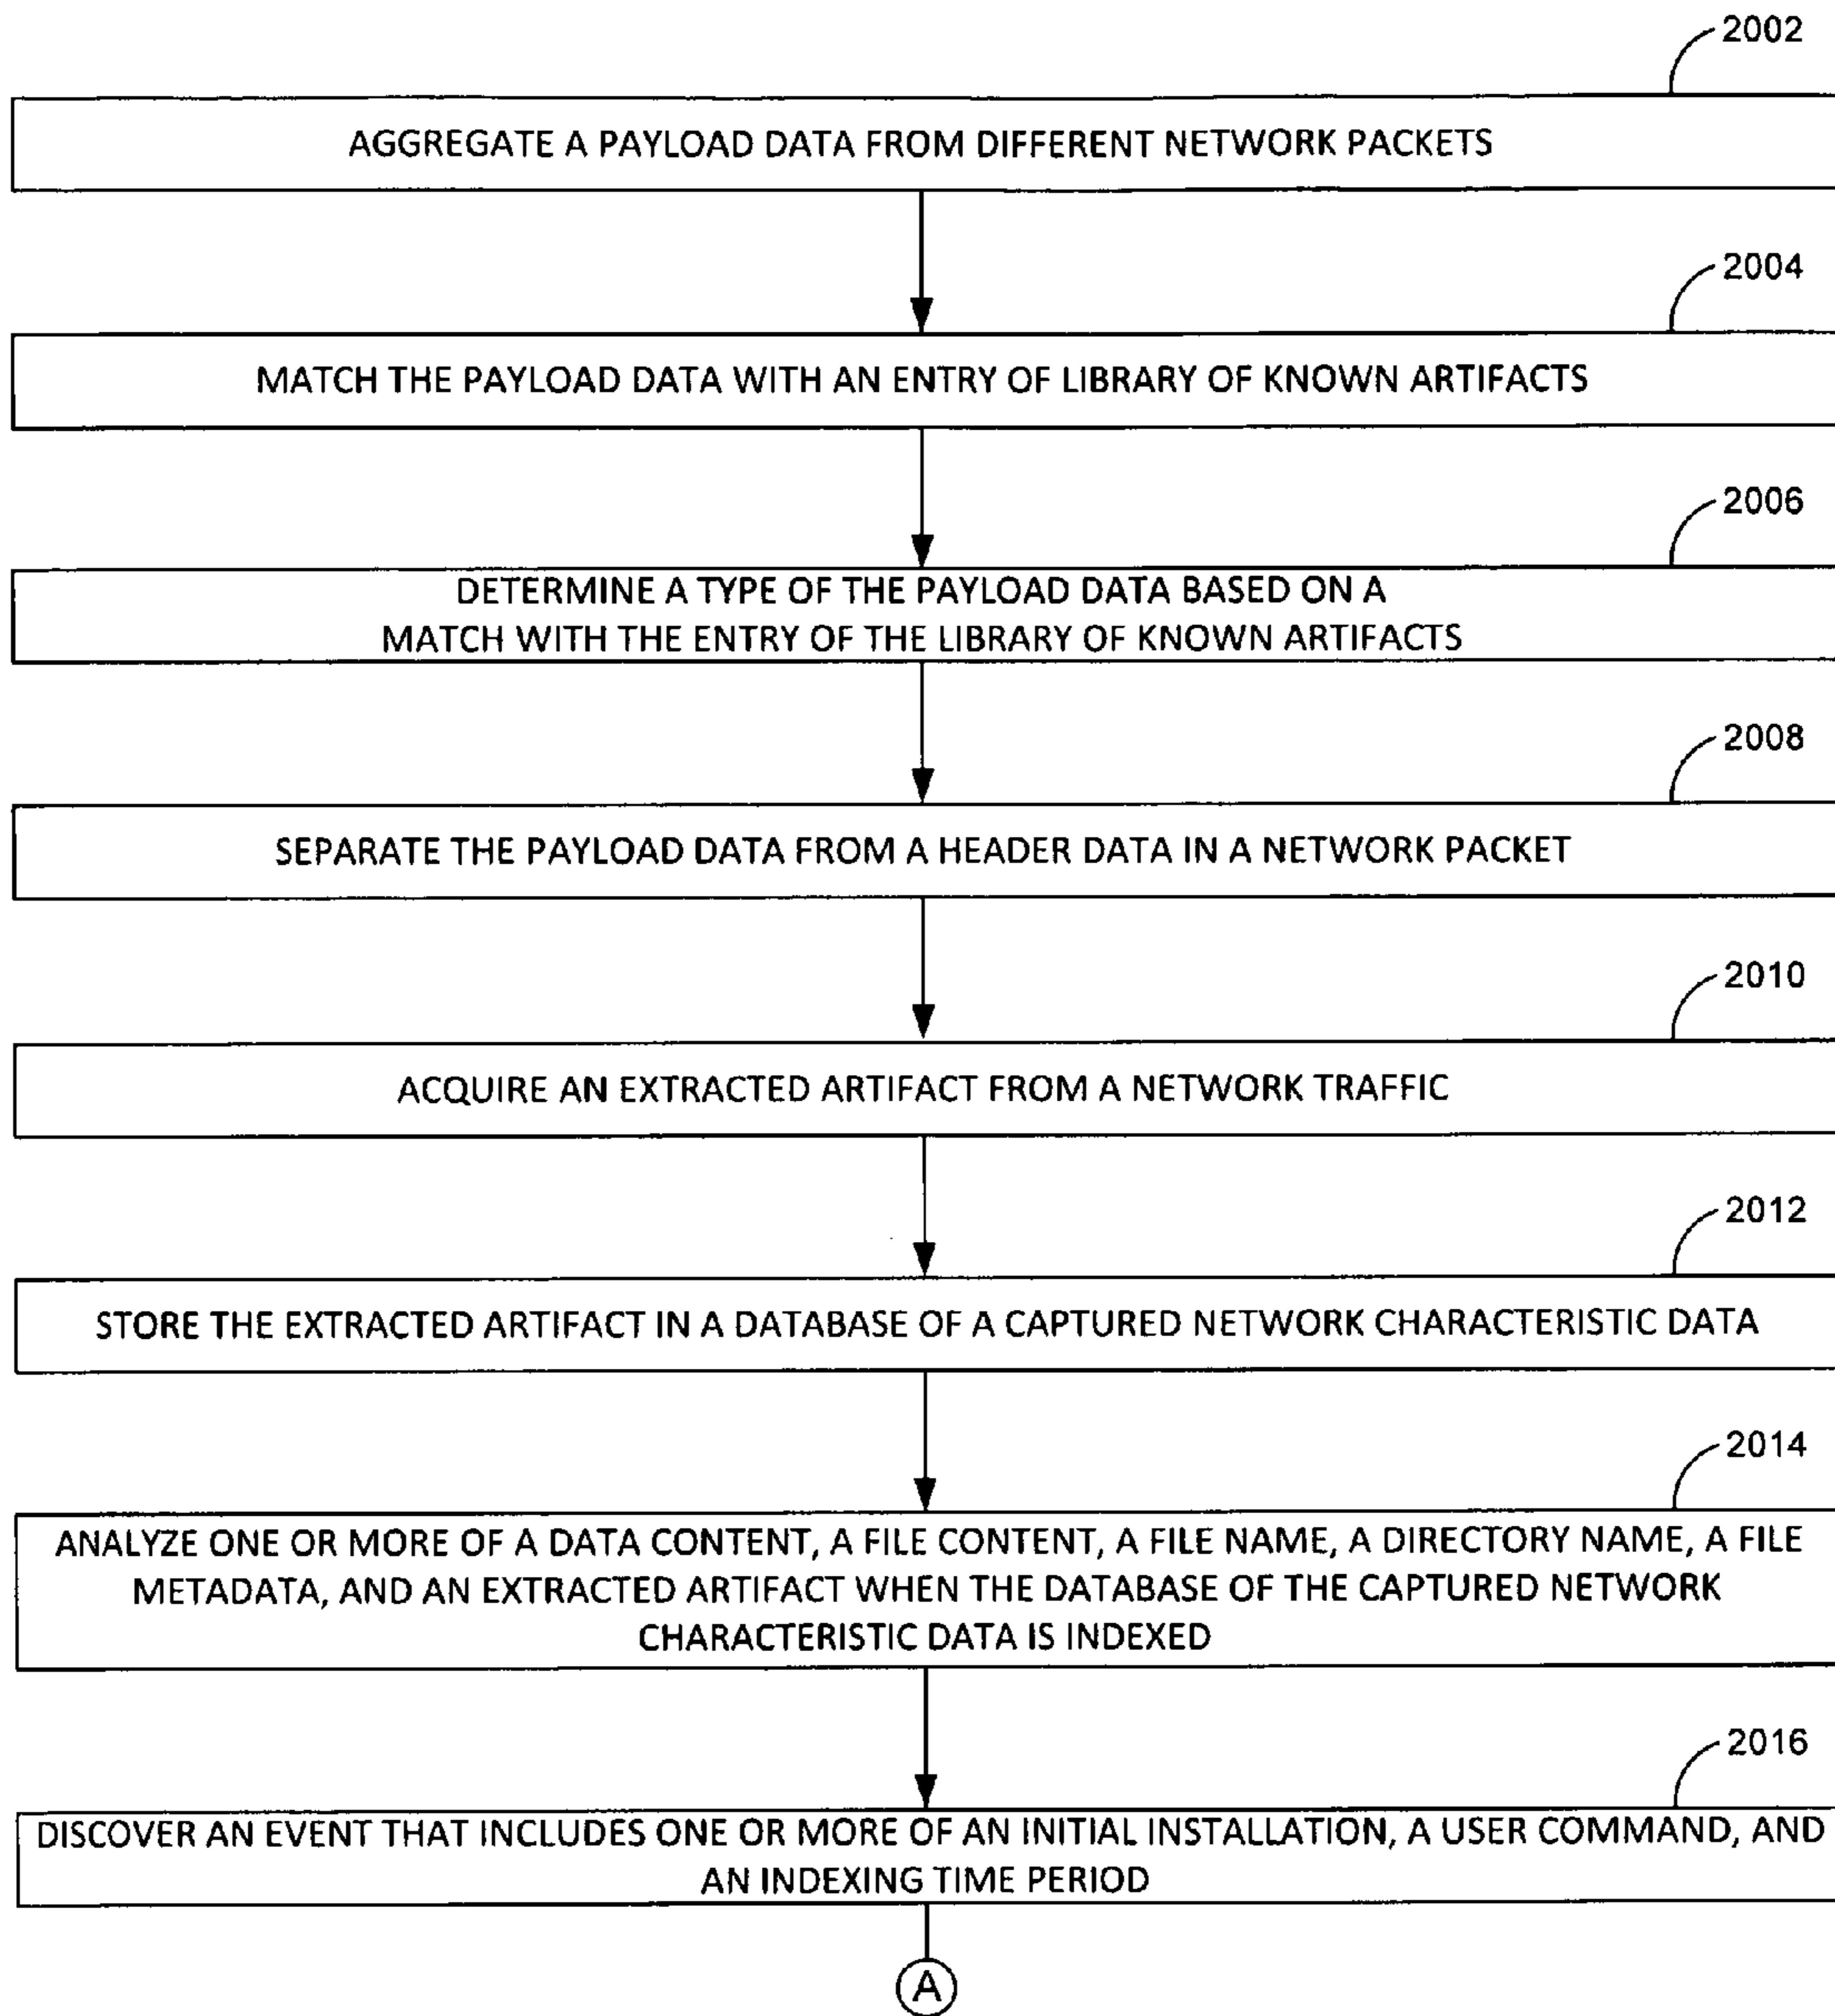 2002
AGGREGATE A PAYLOAD DATA FROM DIFFERENT NETWORK PACKETS
2004
MATCH THE PAYLOAD DATA WITH AN ENTRY OF LIBRARY OF KNOWN ARTIFACTS
2006
DETERMINE A TYPE OF THE PAYLOAD DATA BASED ON A
MATCH WITH THE ENTRY OF THE LIBRARY OF KNOWN ARTIFACTS
2008
SEPARATE THE PAYLOAD DATA FROM A HEADER DATA IN A NETWORK PACKET
2010
ACQUIRE AN EXTRACTED ARTIFACT FROM A NETWORK TRAFFIC
2012
STORE THE EXTRACTED ARTIFACT IN A DATABASE OF A CAPTURED NETWORK CHARACTERISTIC DATA
2014
ANALYZE ONE OR MORE OF A DATA CONTENT, A FILE CONTENT, A FILE NAME, A DIRECTORY NAME, A FILE
METADATA, AND AN EXTRACTED ARTIFACT WHEN THE DATABASE OF THE CAPTURED NETWORK
CHARACTERISTIC DATA IS INDEXED
2016
DISCOVER AN EVENT THAT INCLUDES ONE OR MORE OF AN INITIAL INSTALLATION, A USER COMMAND, AND
AN INDEXING TIME PERIOD
A